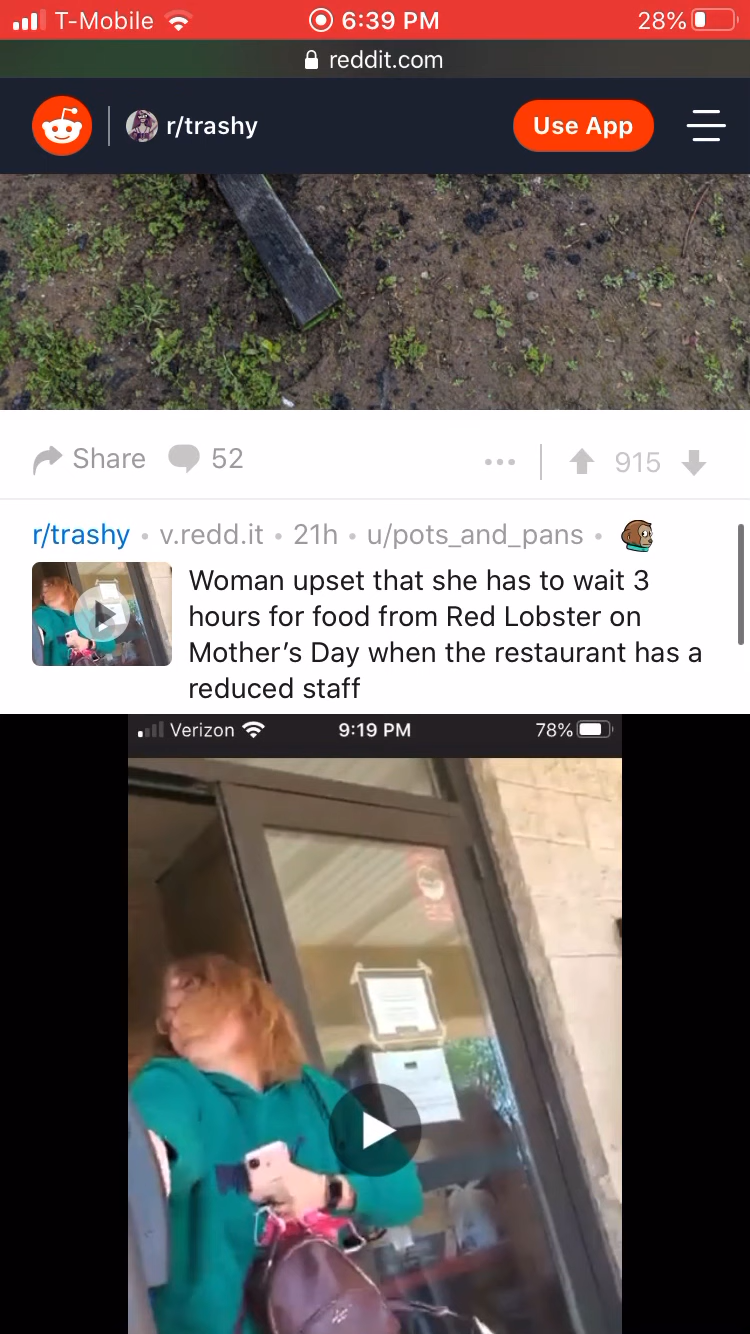 T-Mobile 6:39 PM 28%
reddit.com
r/trashy Use App
Share 52 ... 915
r/trashy • v.redd.it • 21h • u/pots_and_pans •
Woman upset that she has to wait 3
hours for food from Red Lobster on
Mother's Day when the restaurant has a
reduced staff
Verizon 9:19 PM 78%